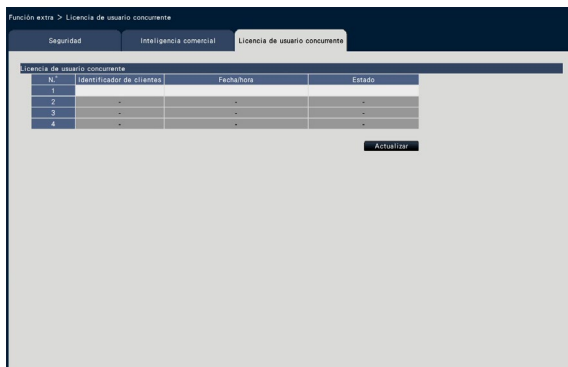 Función extra > Licencia de usuario concurrente
Seguridad Inteligencia comercial Licencia de usuario concurrente
Licencia de usuario concurrente
N.° Identificador de clientes Fecha/hora Estado
1
2 - - -
3 - - -
4 - - -
Actualizar